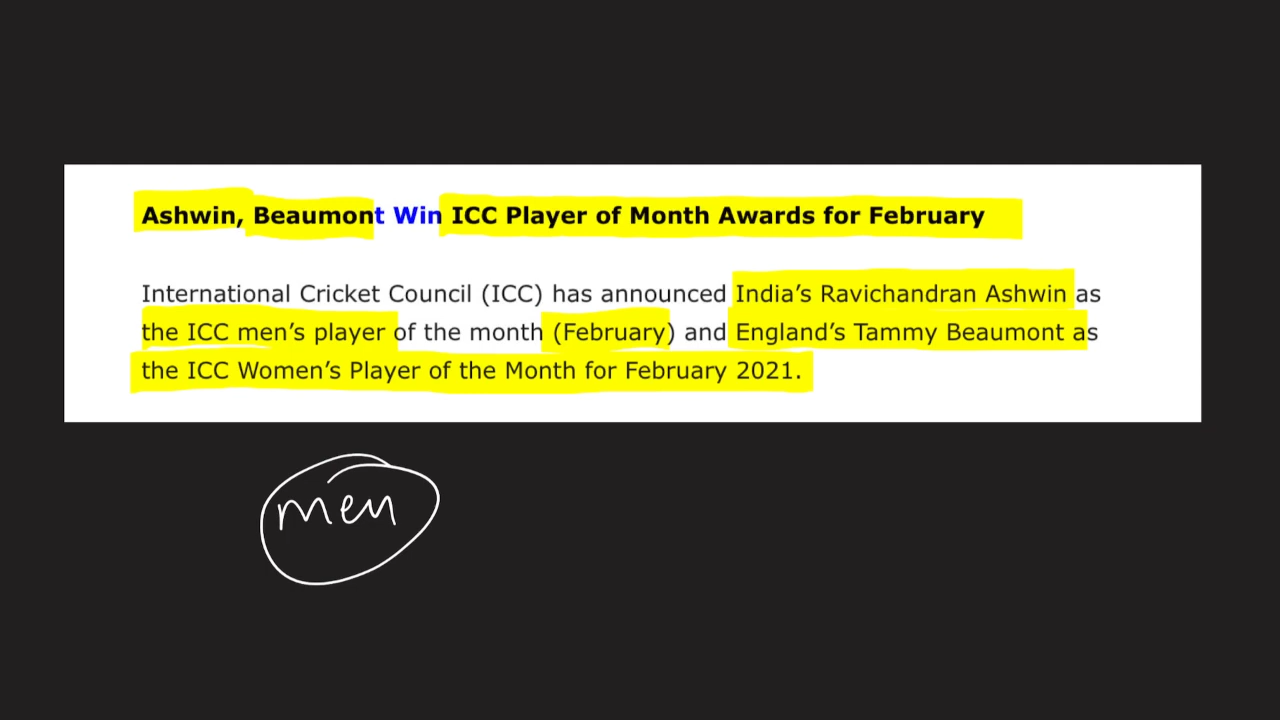 Ashwin, Beaumont Win ICC Player of Month Awards for February
International Cricket Council (ICC) has announced India’s Ravichandran Ashwin as
the ICC men’s player of the month (February) and England’s Tammy Beaumont as
the ICC Women’s Player of the Month for February 2021.
men